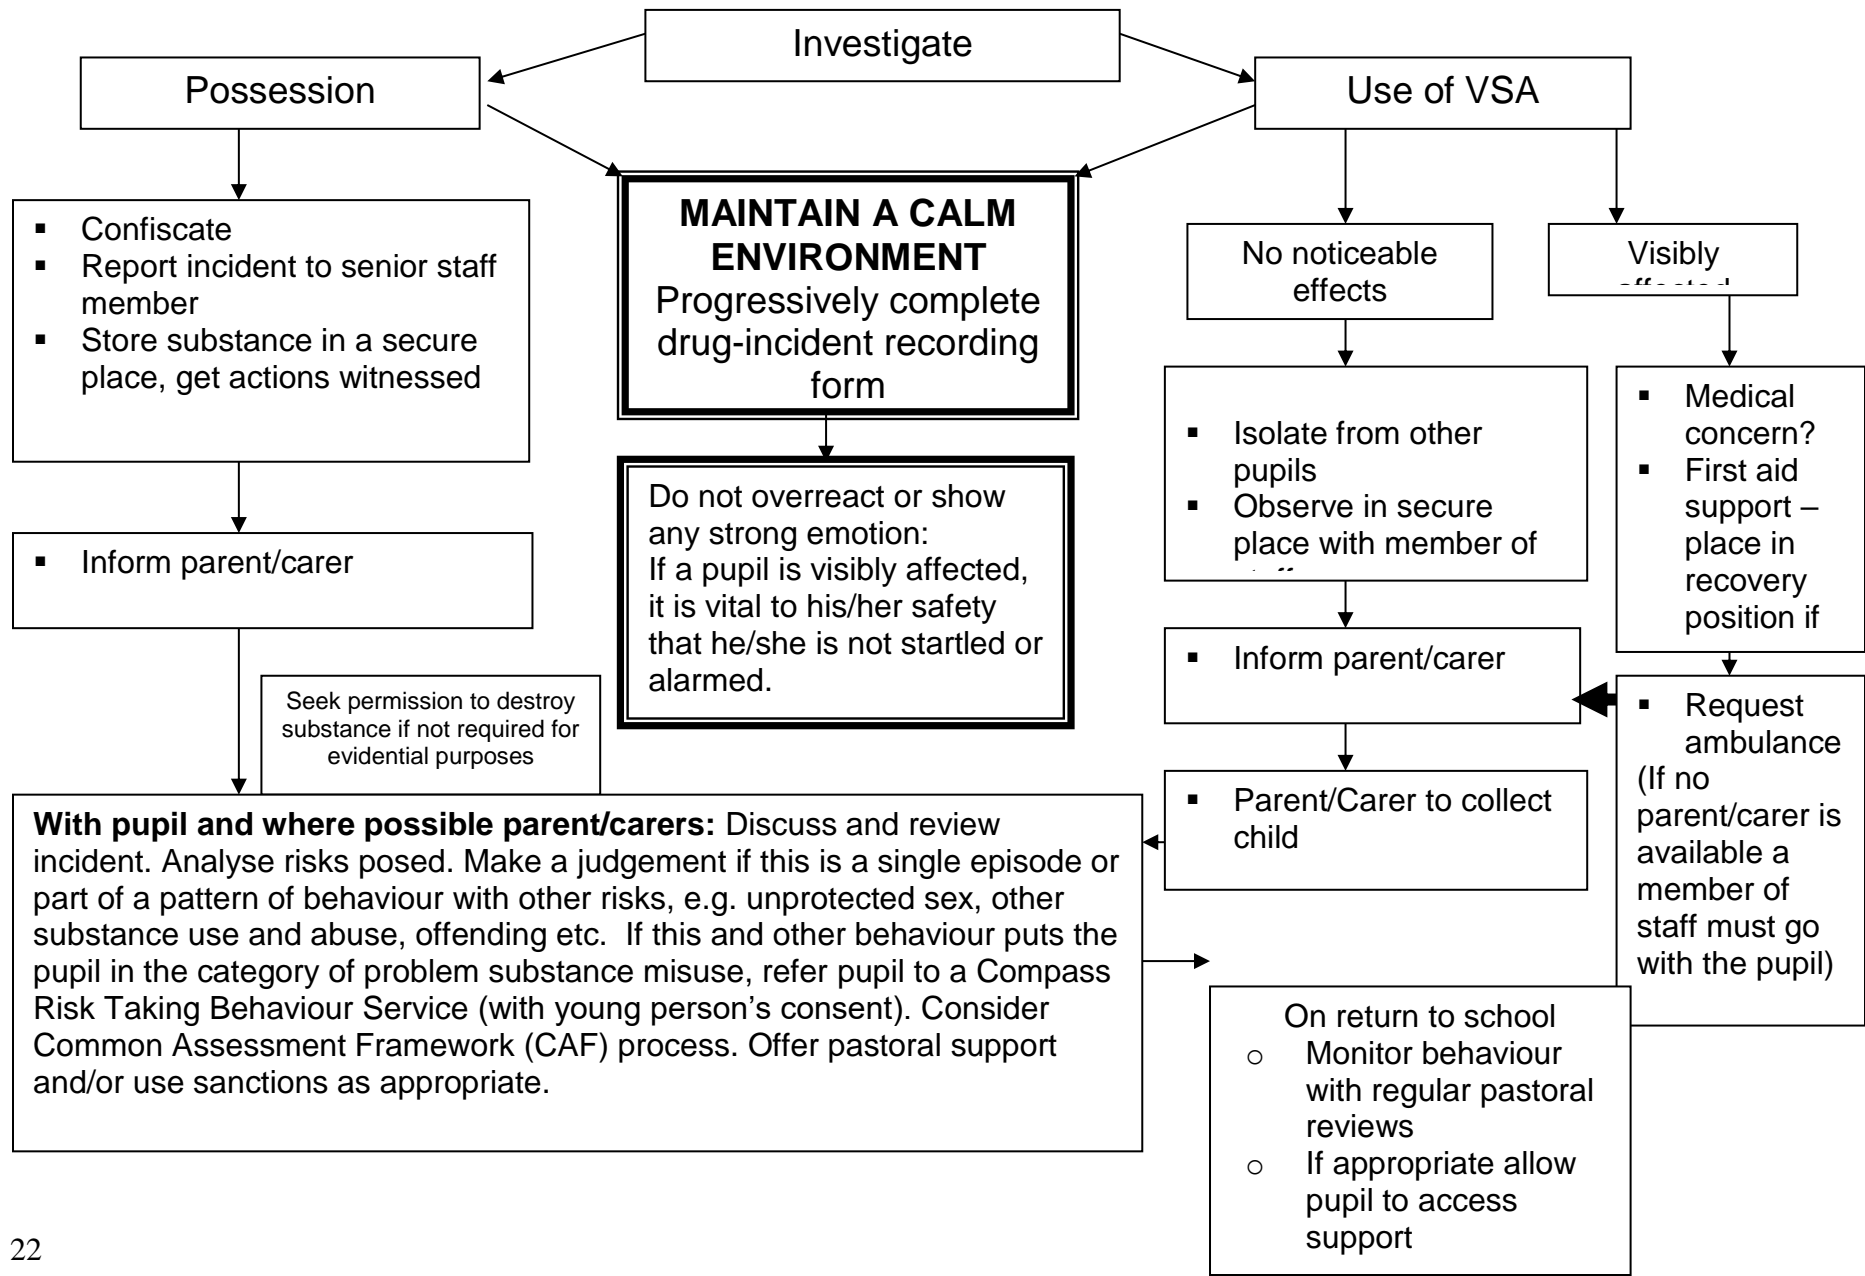 Investigate
Possession
Use of VSA
▪ Confiscate
▪ Report incident to senior staff
member
▪ Store substance in a secure
place, get actions witnessed
MAINTAIN A CALM
ENVIRONMENT
Progressively complete
drug-incident recording
form
No noticeable
effects
Visibly
affected
▪ Isolate from other
pupils
▪ Observe in secure
place with member of
▪ Medical
concern?
▪ First aid
support –
place in
recovery
position if
Do not overreact or show
any strong emotion:
If a pupil is visibly affected,
it is vital to his/her safety
that he/she is not startled or
alarmed.
▪ Inform parent/carer
▪ Inform parent/carer
Seek permission to destroy
substance if not required for
evidential purposes
▪ Request
ambulance
(If no
parent/carer is
available a
member of
staff must go
with the pupil)
▪ Parent/Carer to collect
child
With pupil and where possible parent/carers: Discuss and review
incident. Analyse risks posed. Make a judgement if this is a single episode or
part of a pattern of behaviour with other risks, e.g. unprotected sex, other
substance use and abuse, offending etc. If this and other behaviour puts the
pupil in the category of problem substance misuse, refer pupil to a Compass
Risk Taking Behaviour Service (with young person's consent). Consider
Common Assessment Framework (CAF) process. Offer pastoral support
and/or use sanctions as appropriate.
On return to school
o Monitor behaviour
with regular pastoral
reviews
o If appropriate allow
pupil to access
support
22